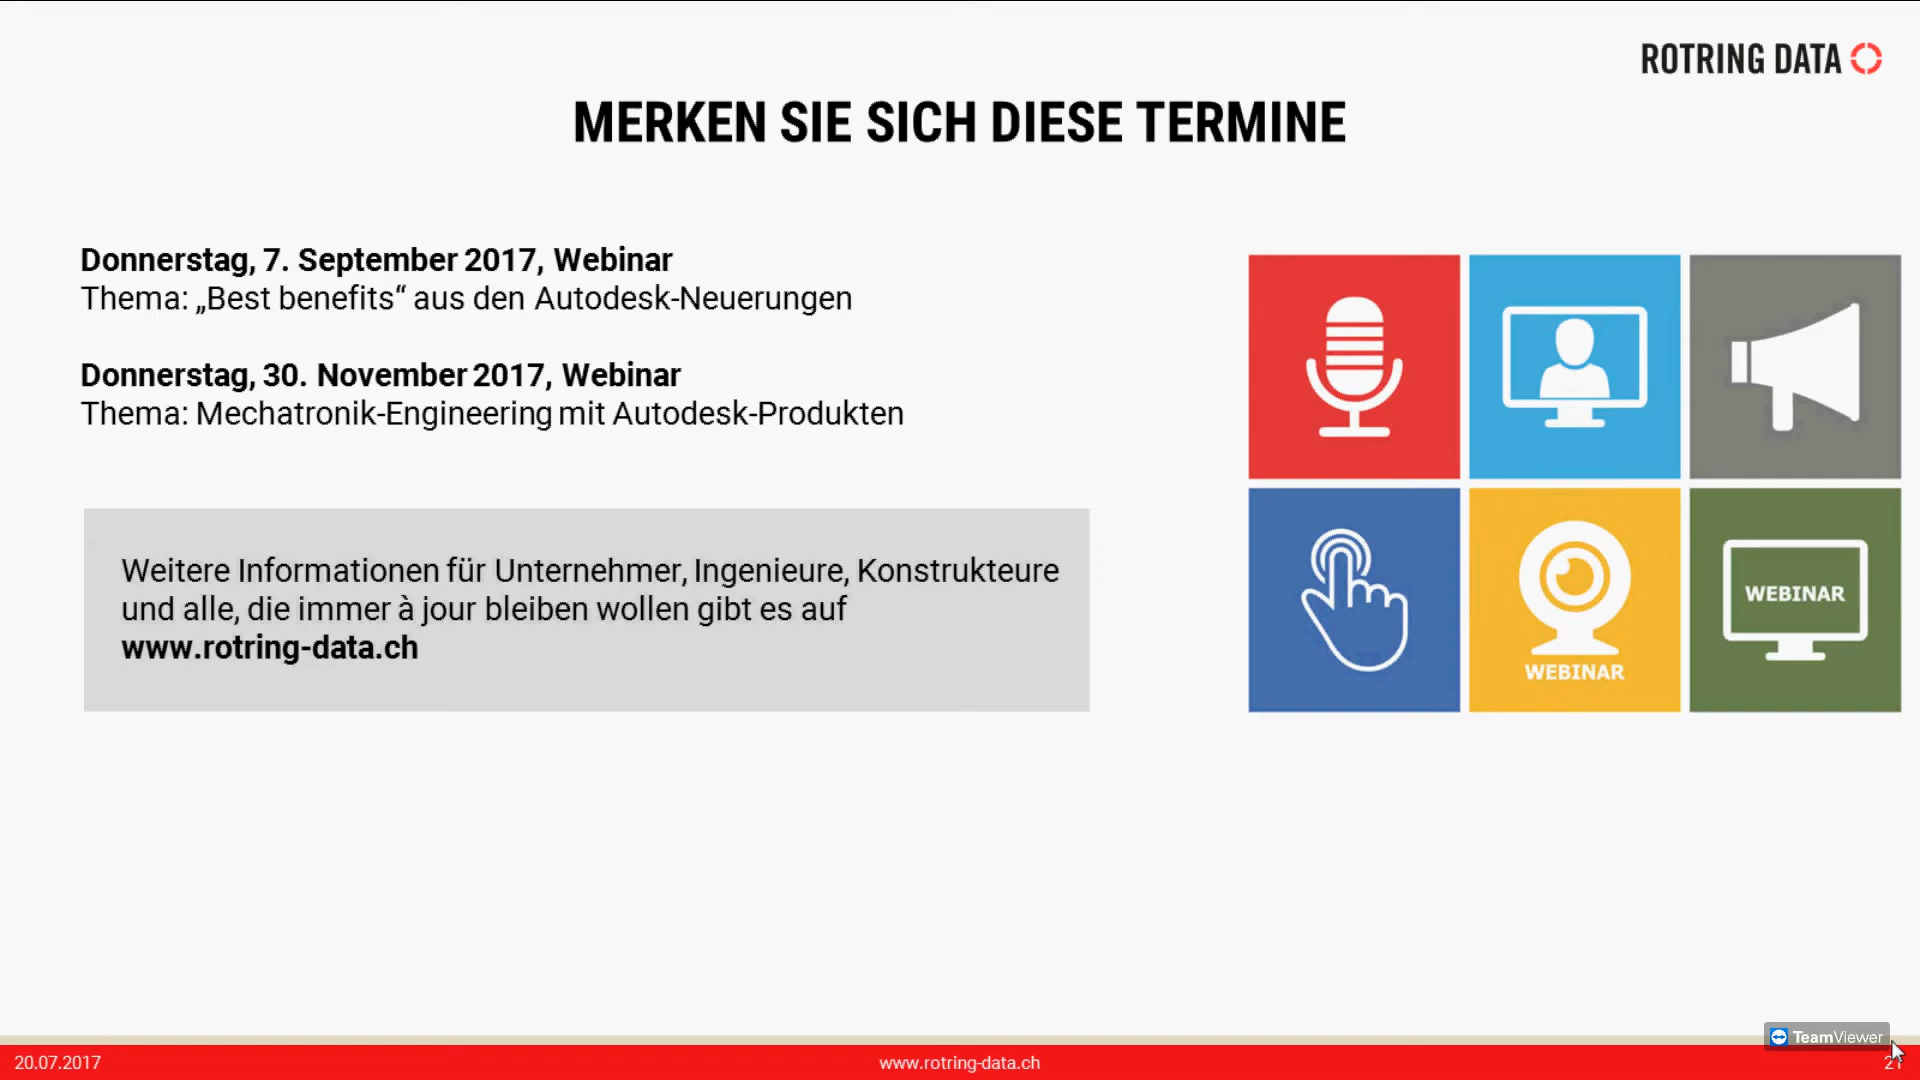 ROTRING DATA
MERKEN SIE SICH DIESE TERMINE
Donnerstag, 7. September 2017, Webinar
Thema: „Best benefits“ aus den Autodesk-Neuerungen
Donnerstag, 30. November 2017, Webinar
Thema: Mechatronik-Engineering mit Autodesk-Produkten
Weitere Informationen für Unternehmer, Ingenieure, Konstrukteure
und alle, die immer à jour bleiben wollen gibt es auf
www.rotring-data.ch
WEBINAR
WEBINAR
TeamViewer
20.07.2017
www.rotring-data.ch
21